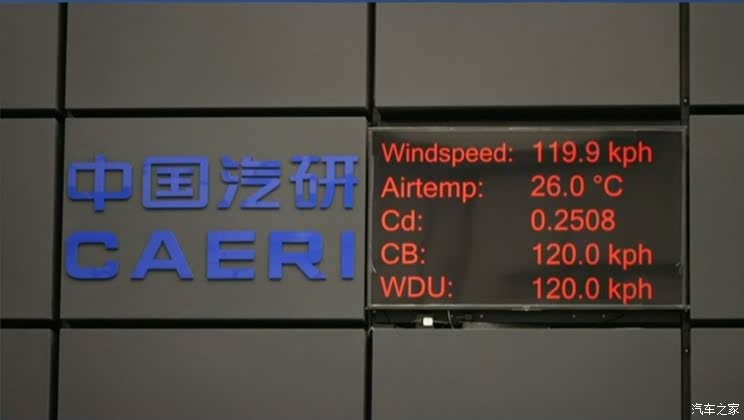 中国汽研
CAERI
Windspeed: 119.9 kph
Airtemp: 26.0 °C
Cd: 0.2508
CB: 120.0 kph
WDU: 120.0 kph
汽车之家